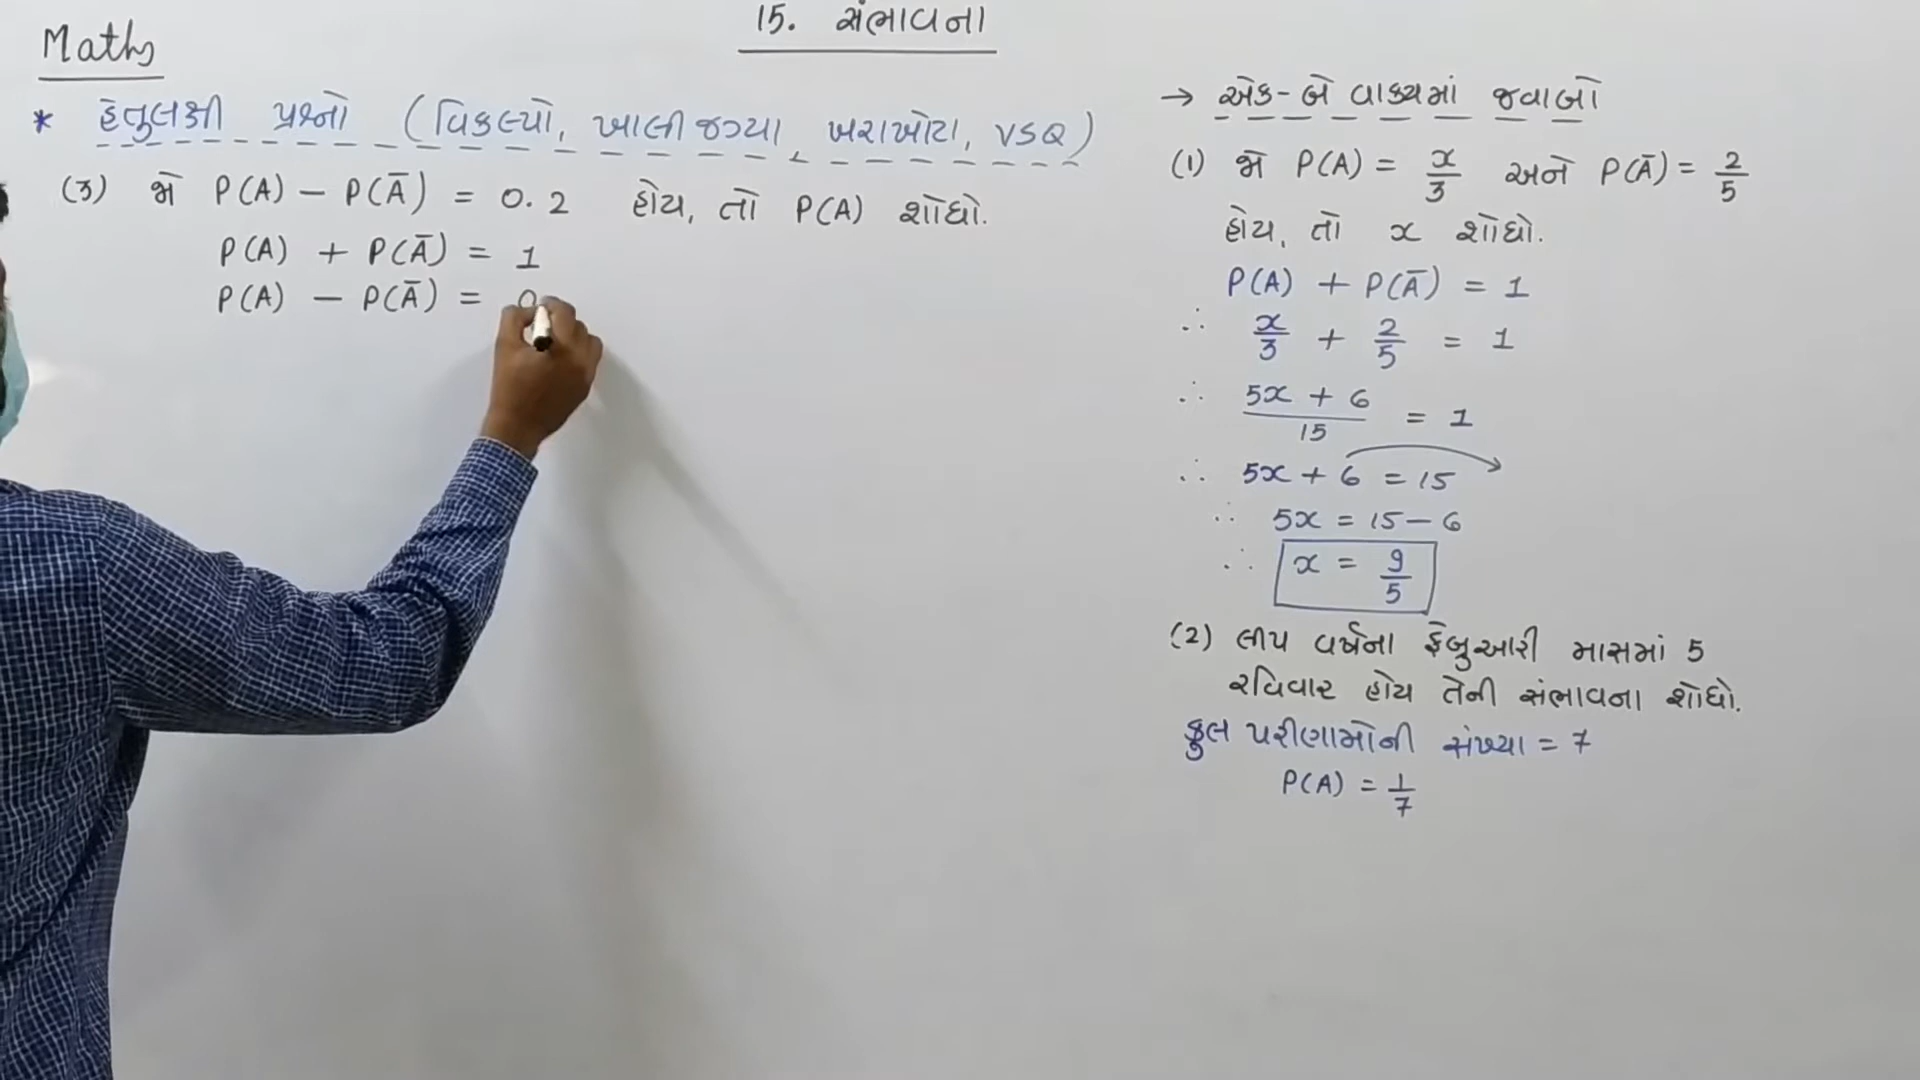 Maths
15. સંભાવના
* હેતુલક્ષી પ્રશ્નો (વિકલ્પો, ખાલી જગ્યા, ખરાખોટા, VSQ)
(3) જો P(A) − P(Ā) = 0.2 હોય, તો P(A) શોધો.
P(A) + P(Ā) = 1
P(A) − P(Ā) = 0
→ એક-બે વાક્યમાં જવાબો
(1) જો P(A) = x/3 અને P(Ā) = 2/5
હોય, તો x શોધો.
P(A) + P(Ā) = 1
∴ x/3 + 2/5 = 1
∴ (5x + 6)/15 = 1
∴ 5x + 6 = 15
∴ 5x = 15 − 6
∴ x = 9/5
(2) લીપ વર્ષના ફેબ્રુઆરી માસમાં 5
રવિવાર હોય તેની સંભાવના શોધો.
કુલ પરીણામોની સંખ્યા = 7
P(A) = 1/7